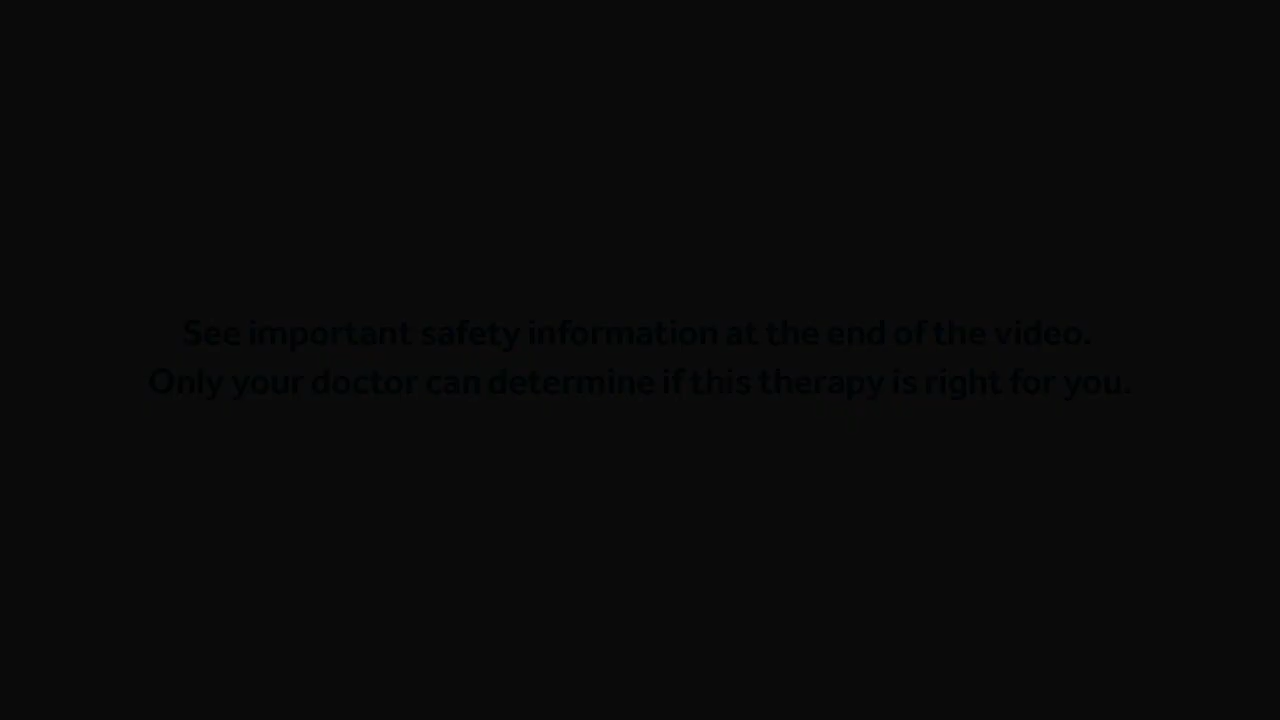 See important safety information at the end of the video.
Only your doctor can determine if this therapy is right for you.